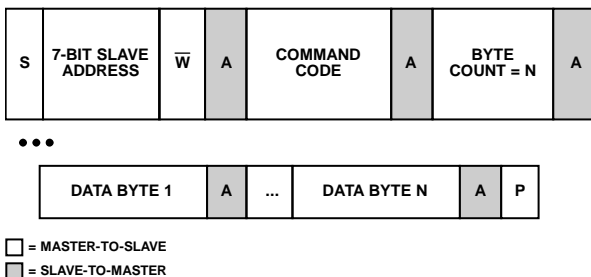 S 7-BIT SLAVE ADDRESS W̅ A COMMAND CODE A BYTE COUNT = N A
•••
DATA BYTE 1 A ... DATA BYTE N A P
= MASTER-TO-SLAVE
= SLAVE-TO-MASTER